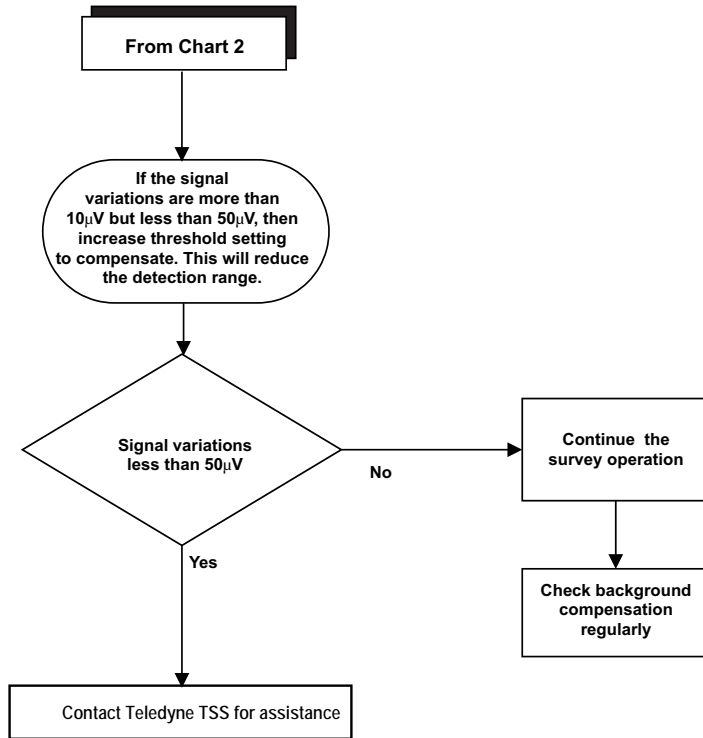 From Chart 2
If the signal
variations are more than
10µV but less than 50µV, then
increase threshold setting
to compensate. This will reduce
the detection range.
Signal variations
less than 50µV
No
Continue the
survey operation
Yes
Check background
compensation
regularly
Contact Teledyne TSS for assistance